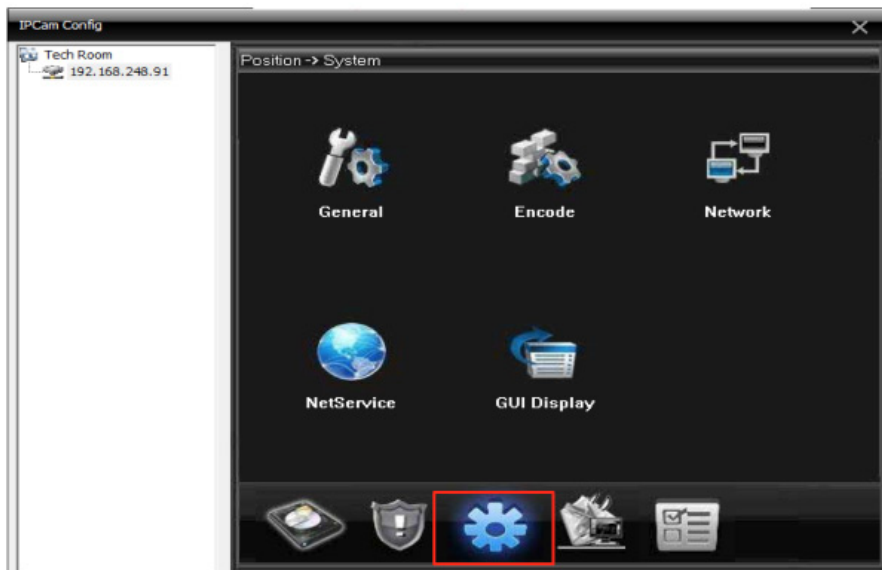 IPCam Config
Tech Room
192.168.248.91
Position -> System
General
Encode
Network
NetService
GUI Display